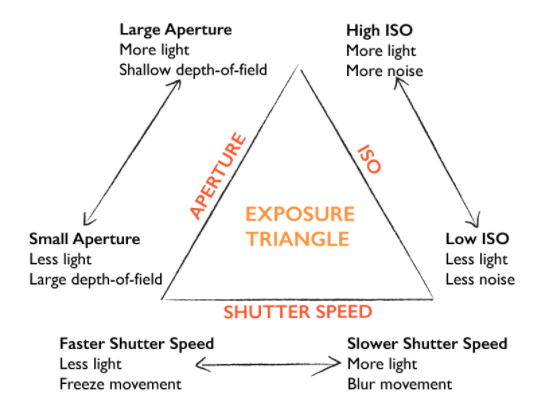 Large Aperture
More light
Shallow depth-of-field
High ISO
More light
More noise
APERTURE
ISO
EXPOSURE
TRIANGLE
Small Aperture
Less light
Large depth-of-field
Low ISO
Less light
Less noise
SHUTTER SPEED
Faster Shutter Speed
Less light
Freeze movement
Slower Shutter Speed
More light
Blur movement